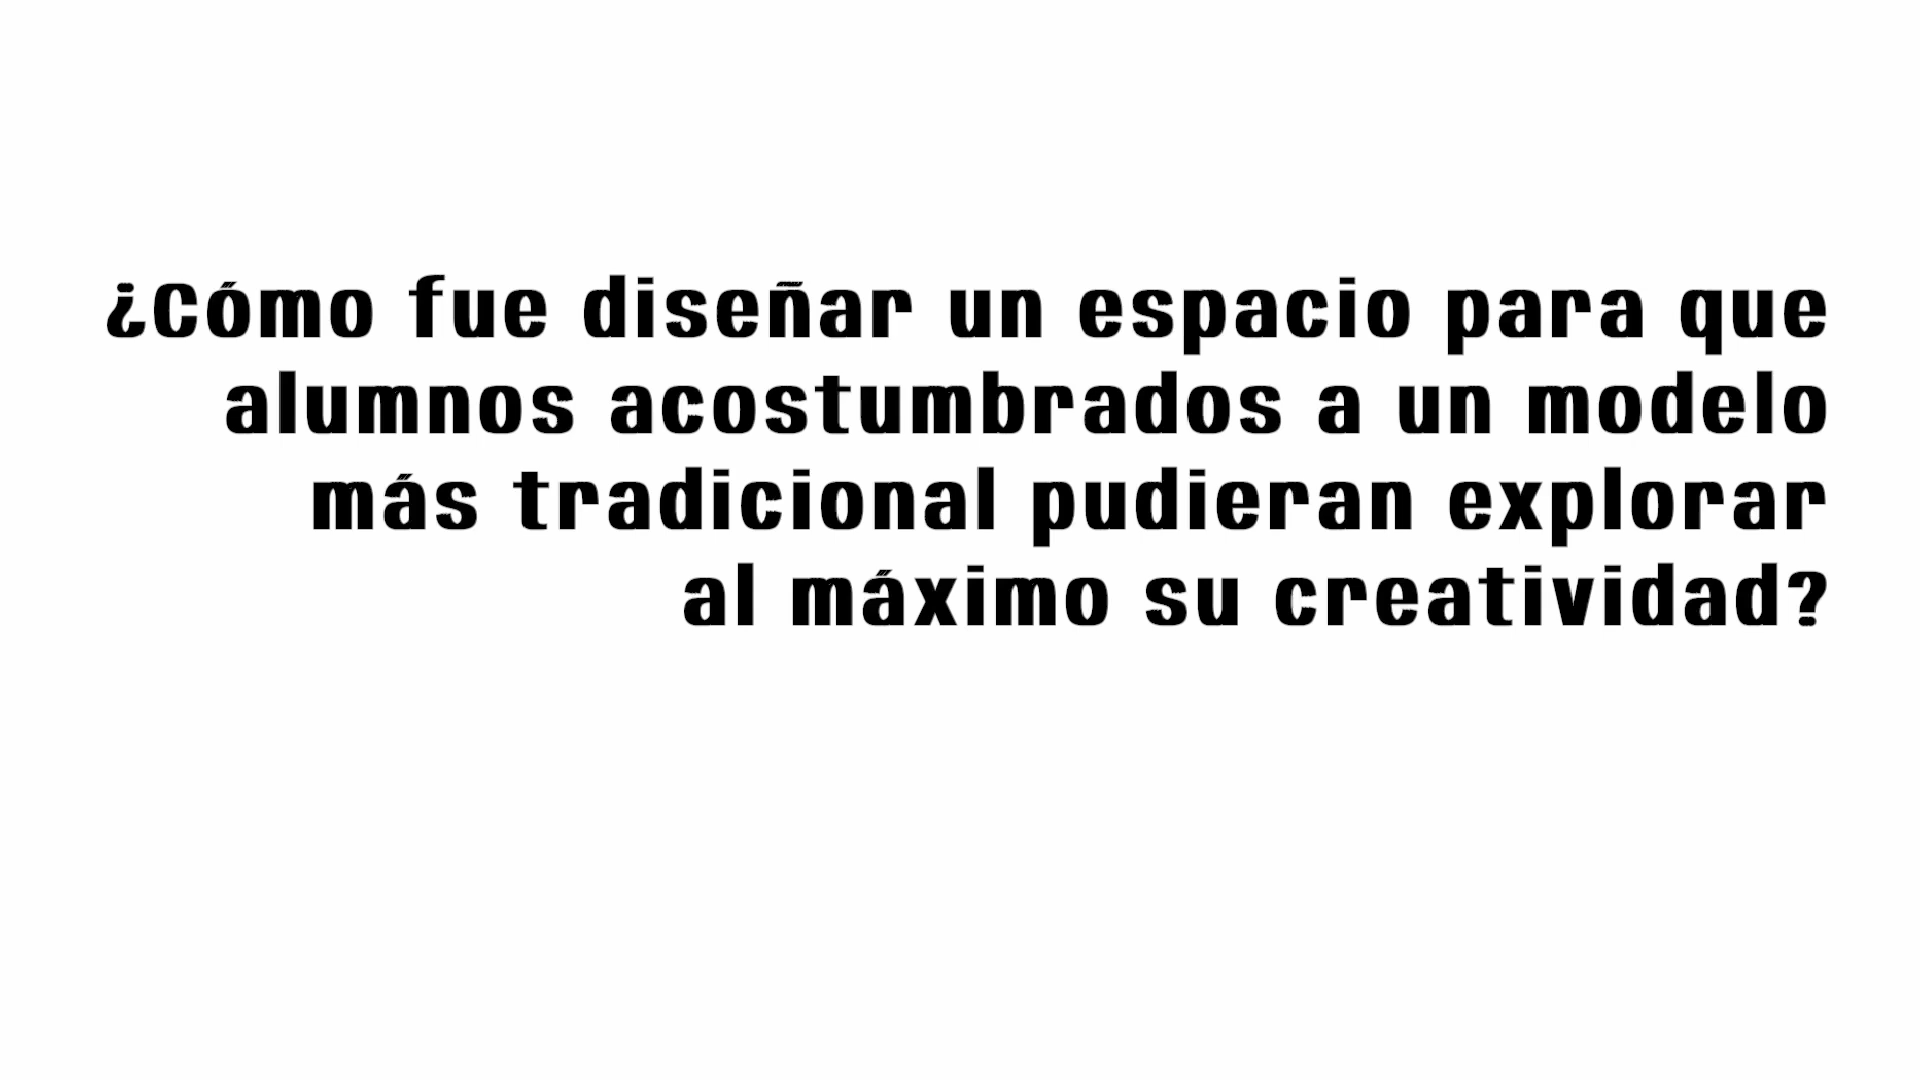 ¿Cómo fue diseñar un espacio para que
alumnos acostumbrados a un modelo
más tradicional pudieran explorar
al máximo su creatividad?